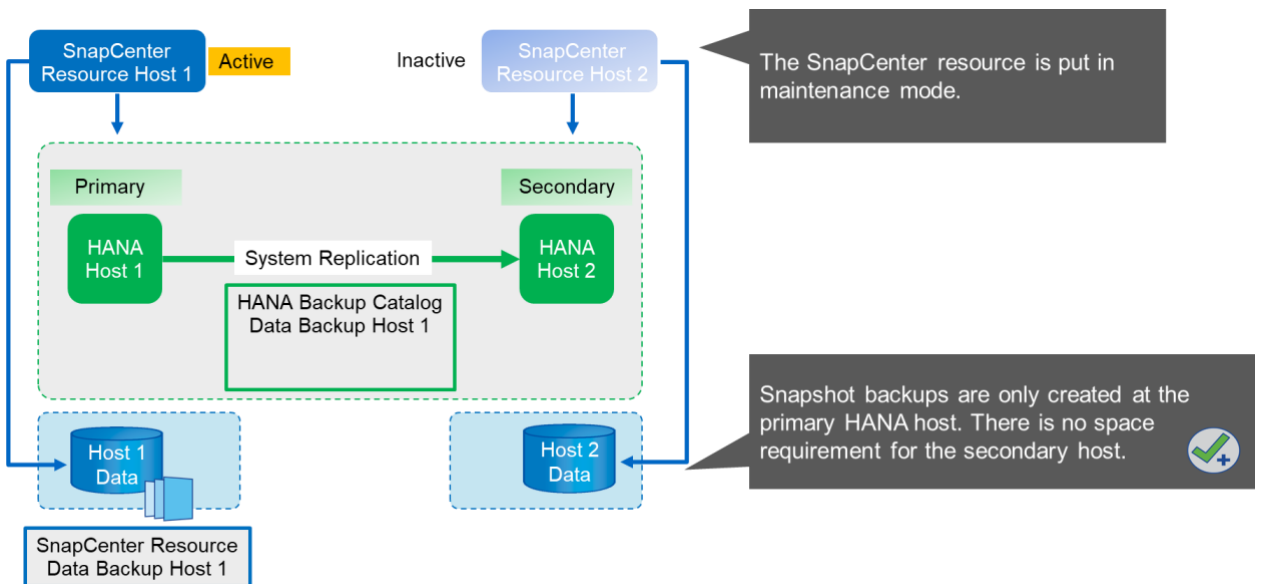 SnapCenter
Resource Host 1
Active
Inactive
SnapCenter
Resource Host 2
The SnapCenter resource is put in
maintenance mode.
Primary
Secondary
HANA
Host 1
System Replication
HANA
Host 2
HANA Backup Catalog
Data Backup Host 1
Snapshot backups are only created at the
primary HANA host. There is no space
requirement for the secondary host.
Host 1
Data
Host 2
Data
SnapCenter Resource
Data Backup Host 1